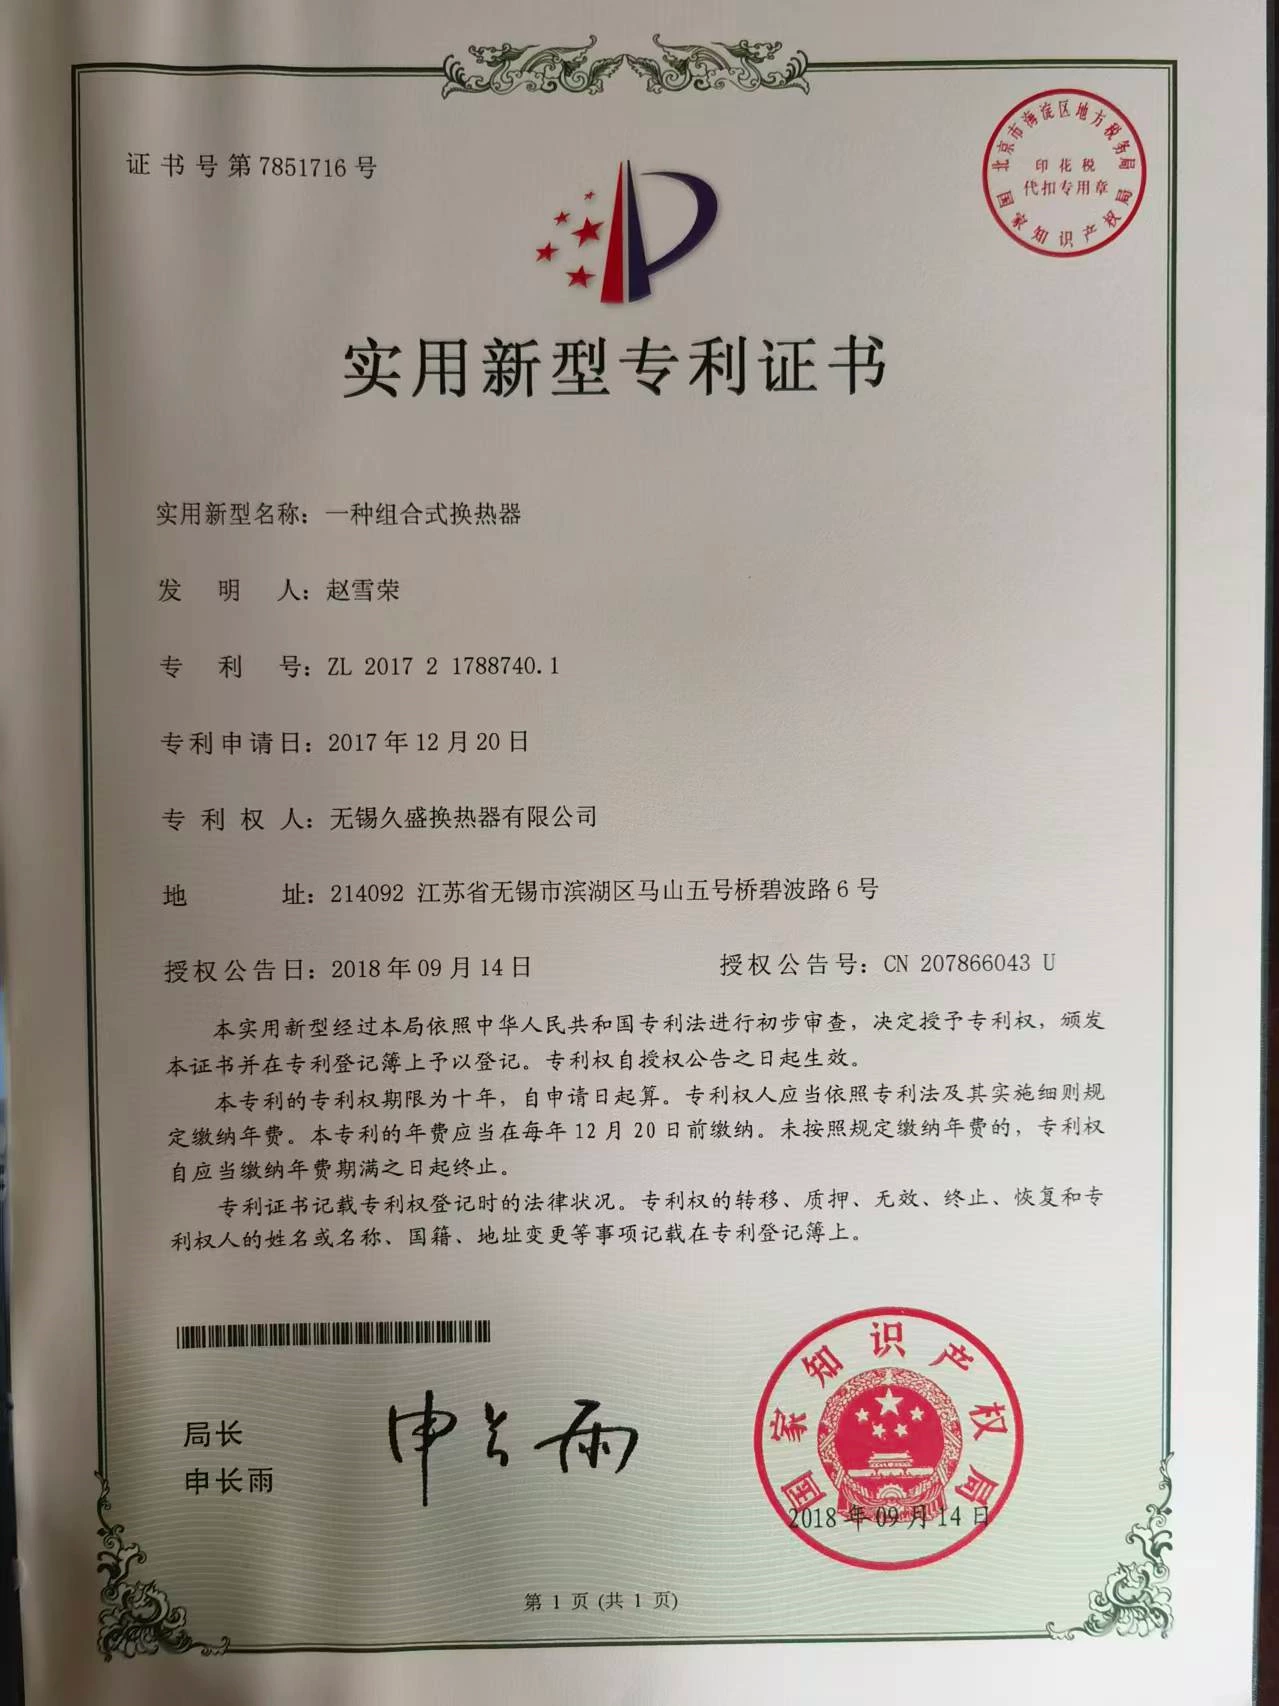 证书号第7851716号
北京市海淀区地方税务局
印花税
代扣专用章
国家知识产权局
实用新型专利证书
实用新型名称：一种组合式换热器
发明人：赵雪荣
专利号：ZL 2017 2 1788740.1
专利申请日：2017年12月20日
专利权人：无锡久盛换热器有限公司
地址：214092 江苏省无锡市滨湖区马山五号桥碧波路6号
授权公告日：2018年09月14日 授权公告号：CN 207866043 U
本实用新型经过本局依照中华人民共和国专利法进行初步审查，决定授予专利权，颁发
本证书并在专利登记簿上予以登记。专利权自授权公告之日起生效。
本专利的专利权期限为十年，自申请日起算。专利权人应当依照专利法及其实施细则规
定缴纳年费。本专利的年费应当在每年12月20日前缴纳。未按照规定缴纳年费的，专利权
自应当缴纳年费期满之日起终止。
专利证书记载专利权登记时的法律状况。专利权的转移、质押、无效、终止、恢复和专
利权人的姓名或名称、国籍、地址变更等事项记载在专利登记簿上。
局长
申长雨
申长雨
国家知识产权局
2018年09月14日
第1页(共1页)